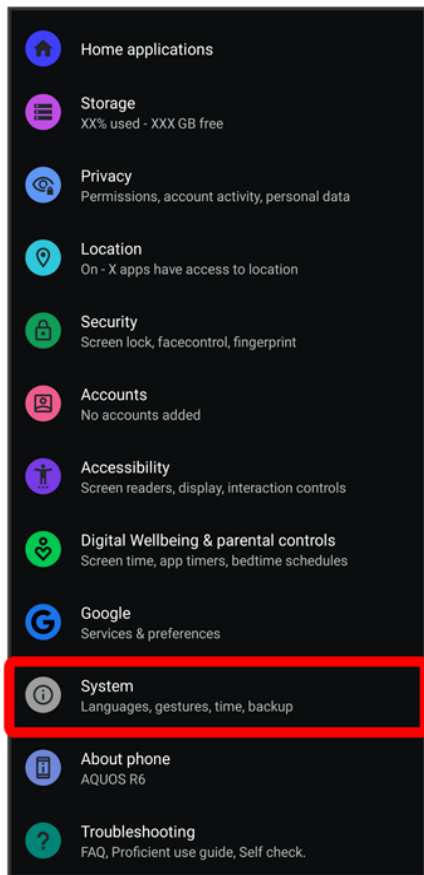 Home applications
Storage
XX% used - XXX GB free
Privacy
Permissions, account activity, personal data
Location
On - X apps have access to location
Security
Screen lock, facecontrol, fingerprint
Accounts
No accounts added
Accessibility
Screen readers, display, interaction controls
Digital Wellbeing & parental controls
Screen time, app timers, bedtime schedules
Google
Services & preferences
System
Languages, gestures, time, backup
About phone
AQUOS R6
Troubleshooting
FAQ, Proficient use guide, Self check.